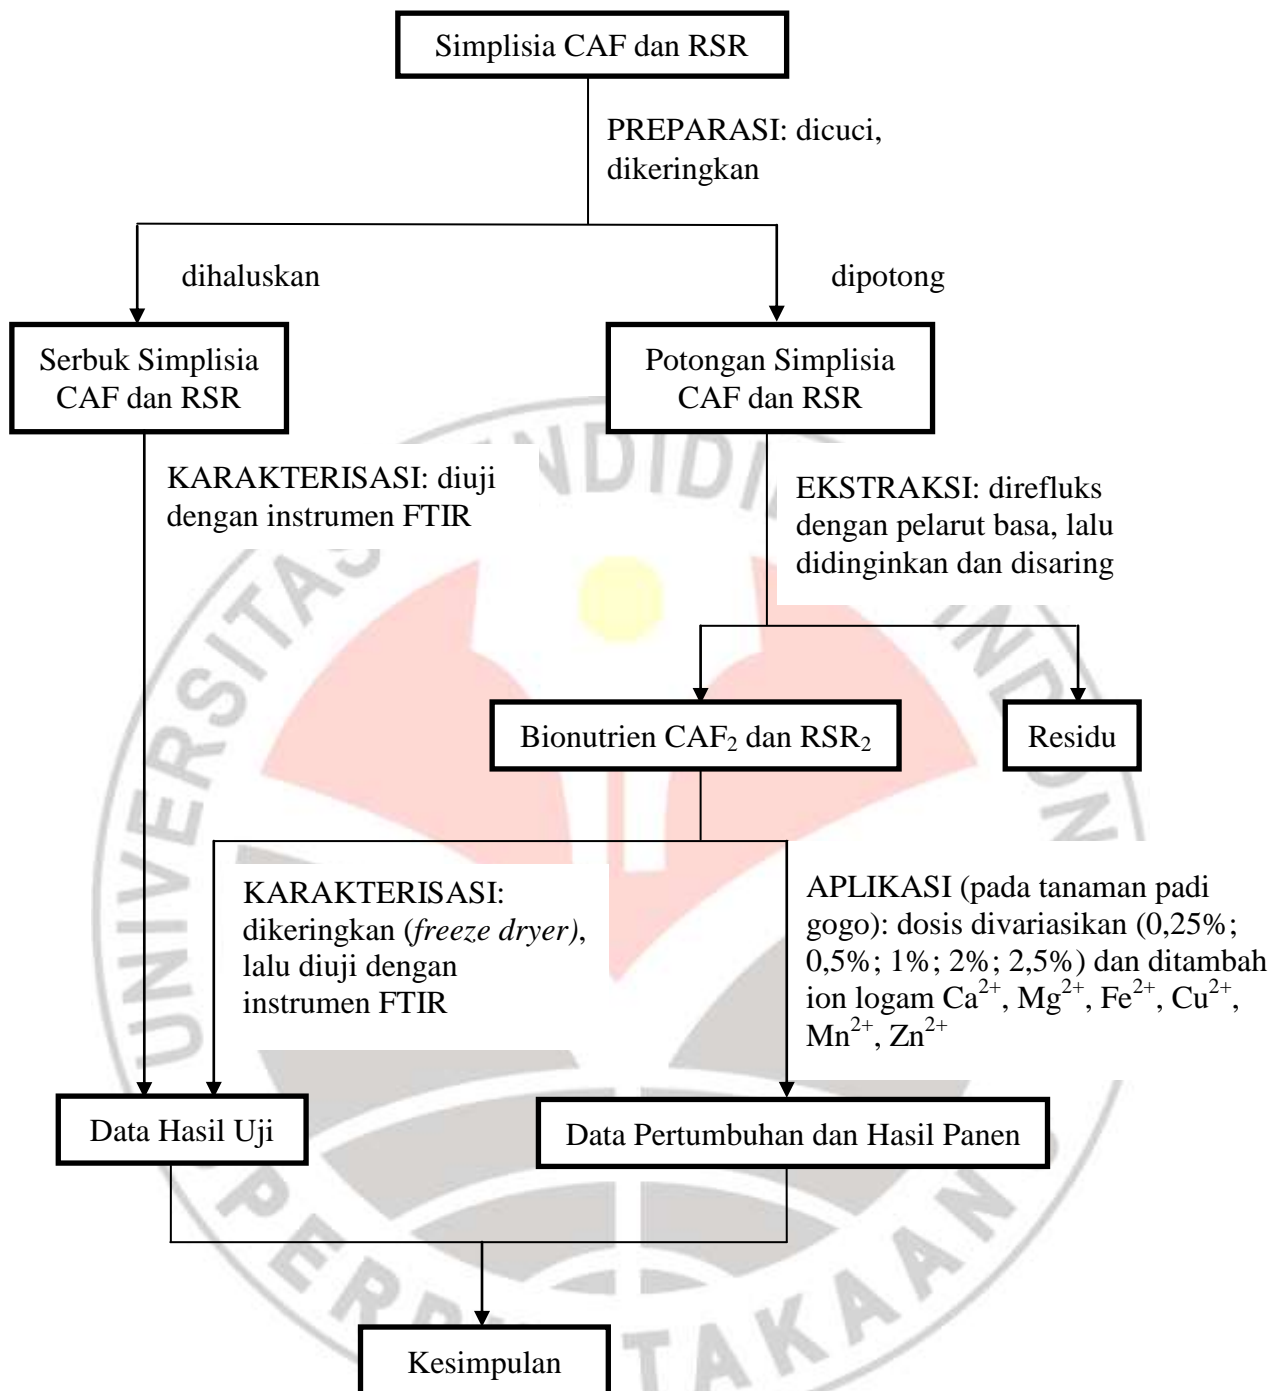 Simplisia CAF dan RSR
PREPARASI: dicuci,
dikeringkan
dihaluskan
dipotong
Serbuk Simplisia
CAF dan RSR
Potongan Simplisia
CAF dan RSR
KARAKTERISASI: diuji
dengan instrumen FTIR
EKSTRAKSI: direfluks
dengan pelarut basa, lalu
didinginkan dan disaring
Bionutrien CAF₂ dan RSR₂
Residu
KARAKTERISASI:
dikeringkan (freeze dryer),
lalu diuji dengan
instrumen FTIR
APLIKASI (pada tanaman padi
gogo): dosis divariasikan (0,25%;
0,5%; 1%; 2%; 2,5%) dan ditambah
ion logam Ca²⁺, Mg²⁺, Fe²⁺, Cu²⁺,
Mn²⁺, Zn²⁺
Data Hasil Uji
Data Pertumbuhan dan Hasil Panen
Kesimpulan